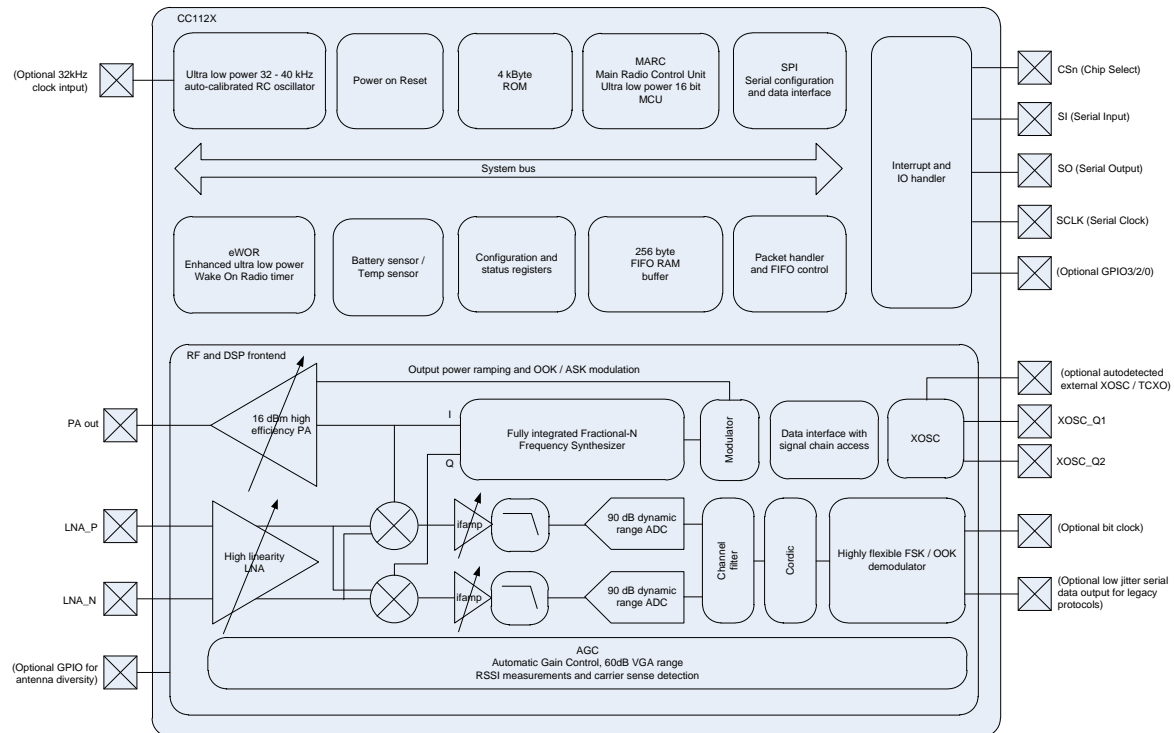 CC112X
(Optional 32kHz
clock intput)
Ultra low power 32 - 40 kHz
auto-calibrated RC oscillator
Power on Reset
4 kByte
ROM
MARC
Main Radio Control Unit
Ultra low power 16 bit
MCU
SPI
Serial configuration
and data interface
Interrupt and
IO handler
CSn (Chip Select)
SI (Serial Input)
SO (Serial Output)
SCLK (Serial Clock)
(Optional GPIO3/2/0)
System bus
eWOR
Enhanced ultra low power
Wake On Radio timer
Battery sensor /
Temp sensor
Configuration and
status registers
256 byte
FIFO RAM
buffer
Packet handler
and FIFO control
RF and DSP frontend
Output power ramping and OOK / ASK modulation
(optional autodetected
external XOSC / TCXO)
PA out
16 dBm high
efficiency PA
I
Q
Fully integrated Fractional-N
Frequency Synthesizer
Modulator
Data interface with
signal chain access
XOSC
XOSC_Q1
XOSC_Q2
LNA_P
LNA_N
High linearity
LNA
ifamp
90 dB dynamic
range ADC
ifamp
90 dB dynamic
range ADC
Channel
filter
Cordic
Highly flexible FSK / OOK
demodulator
(Optional bit clock)
(Optional low jitter serial
data output for legacy
protocols)
(Optional GPIO for
antenna diversity)
AGC
Automatic Gain Control, 60dB VGA range
RSSI measurements and carrier sense detection